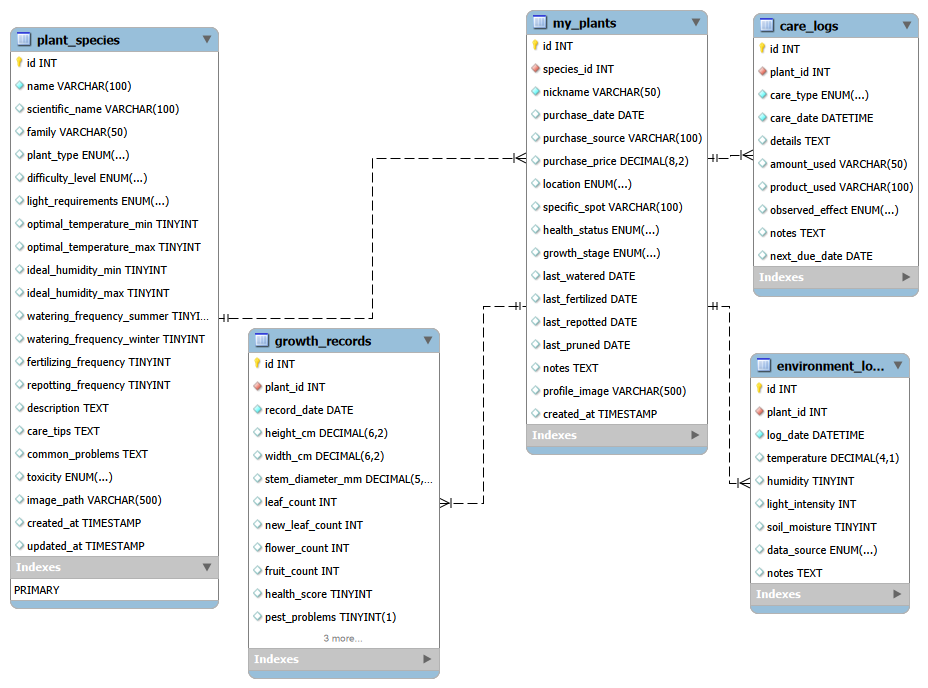 plant_species
id INT
name VARCHAR(100)
scientific_name VARCHAR(100)
family VARCHAR(50)
plant_type ENUM(...)
difficulty_level ENUM(...)
light_requirements ENUM(...)
optimal_temperature_min TINYINT
optimal_temperature_max TINYINT
ideal_humidity_min TINYINT
ideal_humidity_max TINYINT
watering_frequency_summer TINYI...
watering_frequency_winter TINYINT
fertilizing_frequency TINYINT
repotting_frequency TINYINT
description TEXT
care_tips TEXT
common_problems TEXT
toxicity ENUM(...)
image_path VARCHAR(500)
created_at TIMESTAMP
updated_at TIMESTAMP
Indexes
PRIMARY
growth_records
id INT
plant_id INT
record_date DATE
height_cm DECIMAL(6,2)
width_cm DECIMAL(6,2)
stem_diameter_mm DECIMAL(5,...
leaf_count INT
new_leaf_count INT
flower_count INT
fruit_count INT
health_score TINYINT
pest_problems TINYINT(1)
3 more...
Indexes
my_plants
id INT
species_id INT
nickname VARCHAR(50)
purchase_date DATE
purchase_source VARCHAR(100)
purchase_price DECIMAL(8,2)
location ENUM(...)
specific_spot VARCHAR(100)
health_status ENUM(...)
growth_stage ENUM(...)
last_watered DATE
last_fertilized DATE
last_repotted DATE
last_pruned DATE
notes TEXT
profile_image VARCHAR(500)
created_at TIMESTAMP
Indexes
care_logs
id INT
plant_id INT
care_type ENUM(...)
care_date DATETIME
details TEXT
amount_used VARCHAR(50)
product_used VARCHAR(100)
observed_effect ENUM(...)
notes TEXT
next_due_date DATE
Indexes
environment_lo...
id INT
plant_id INT
log_date DATETIME
temperature DECIMAL(4,1)
humidity TINYINT
light_intensity INT
soil_moisture TINYINT
data_source ENUM(...)
notes TEXT
Indexes